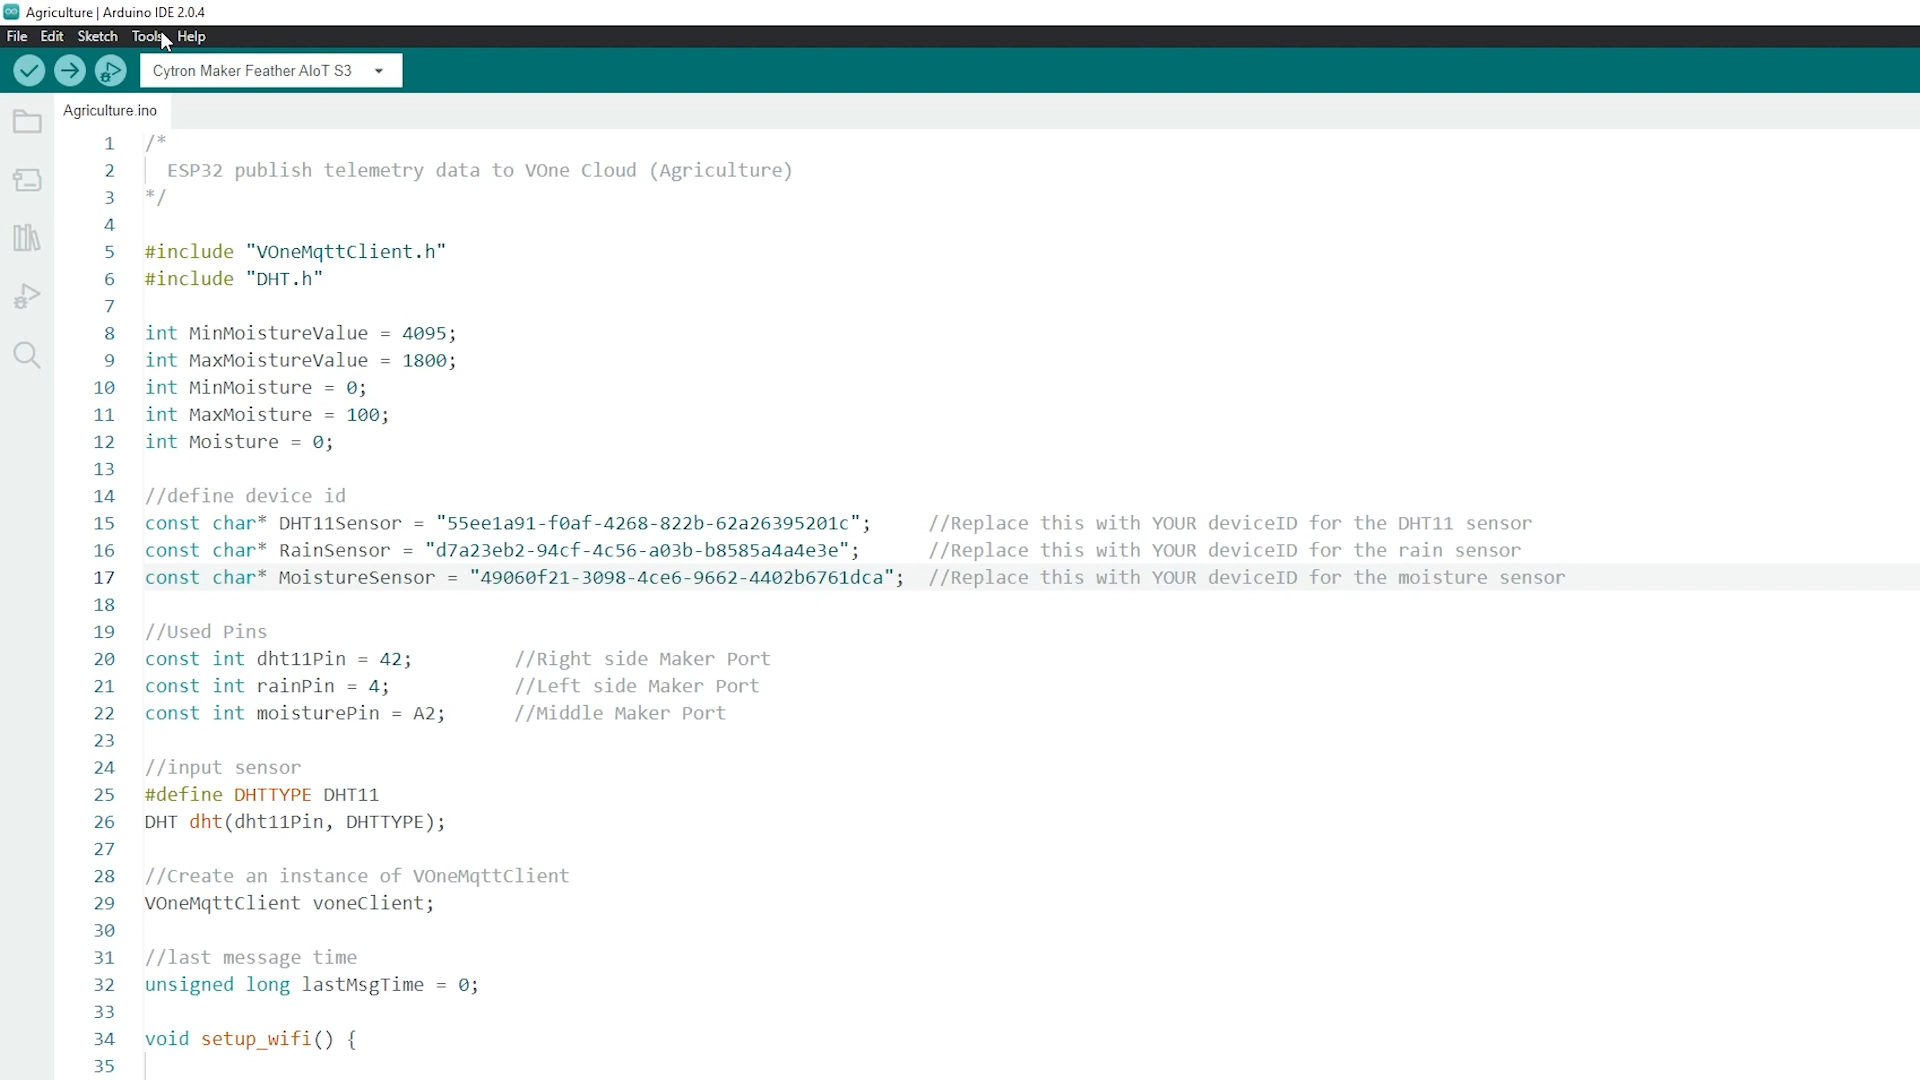 Agriculture | Arduino IDE 2.0.4
File Edit Sketch Tools Help
Cytron Maker Feather AIoT S3
Agriculture.ino
1 /*
2 ESP32 publish telemetry data to VOne Cloud (Agriculture)
3 */
4
5 #include "VOneMqttClient.h"
6 #include "DHT.h"
7
8 int MinMoistureValue = 4095;
9 int MaxMoistureValue = 1800;
10 int MinMoisture = 0;
11 int MaxMoisture = 100;
12 int Moisture = 0;
13
14 //define device id
15 const char* DHT11Sensor = "55ee1a91-f0af-4268-822b-62a26395201c"; //Replace this with YOUR deviceID for the DHT11 sensor
16 const char* RainSensor = "d7a23eb2-94cf-4c56-a03b-b8585a4a4e3e"; //Replace this with YOUR deviceID for the rain sensor
17 const char* MoistureSensor = "49060f21-3098-4ce6-9662-4402b6761dca"; //Replace this with YOUR deviceID for the moisture sensor
18
19 //Used Pins
20 const int dht11Pin = 42; //Right side Maker Port
21 const int rainPin = 4; //Left side Maker Port
22 const int moisturePin = A2; //Middle Maker Port
23
24 //input sensor
25 #define DHTTYPE DHT11
26 DHT dht(dht11Pin, DHTTYPE);
27
28 //Create an instance of VOneMqttClient
29 VOneMqttClient voneClient;
30
31 //last message time
32 unsigned long lastMsgTime = 0;
33
34 void setup_wifi() {
35